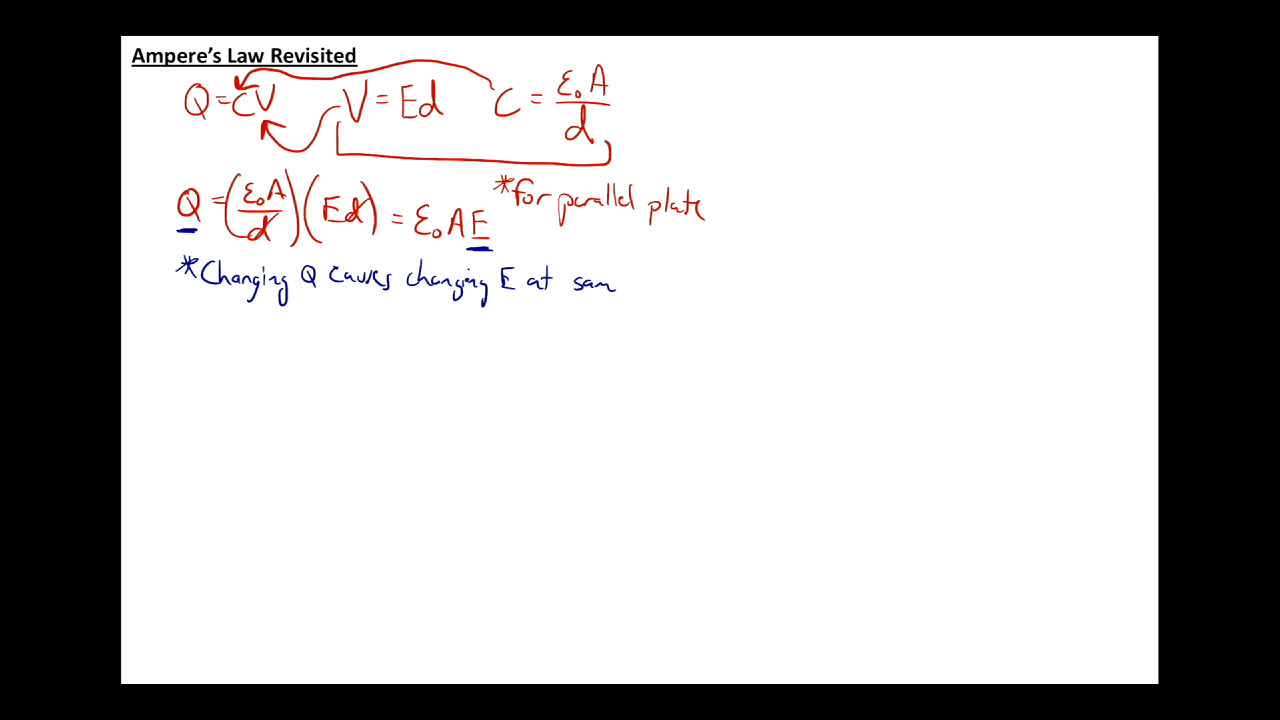 Ampere's Law Revisited
Q = CV V = Ed C = ε₀A/d
Q = (ε₀A/d)(Ed) = ε₀AE
*for parallel plate
*Changing Q causes changing E at sam